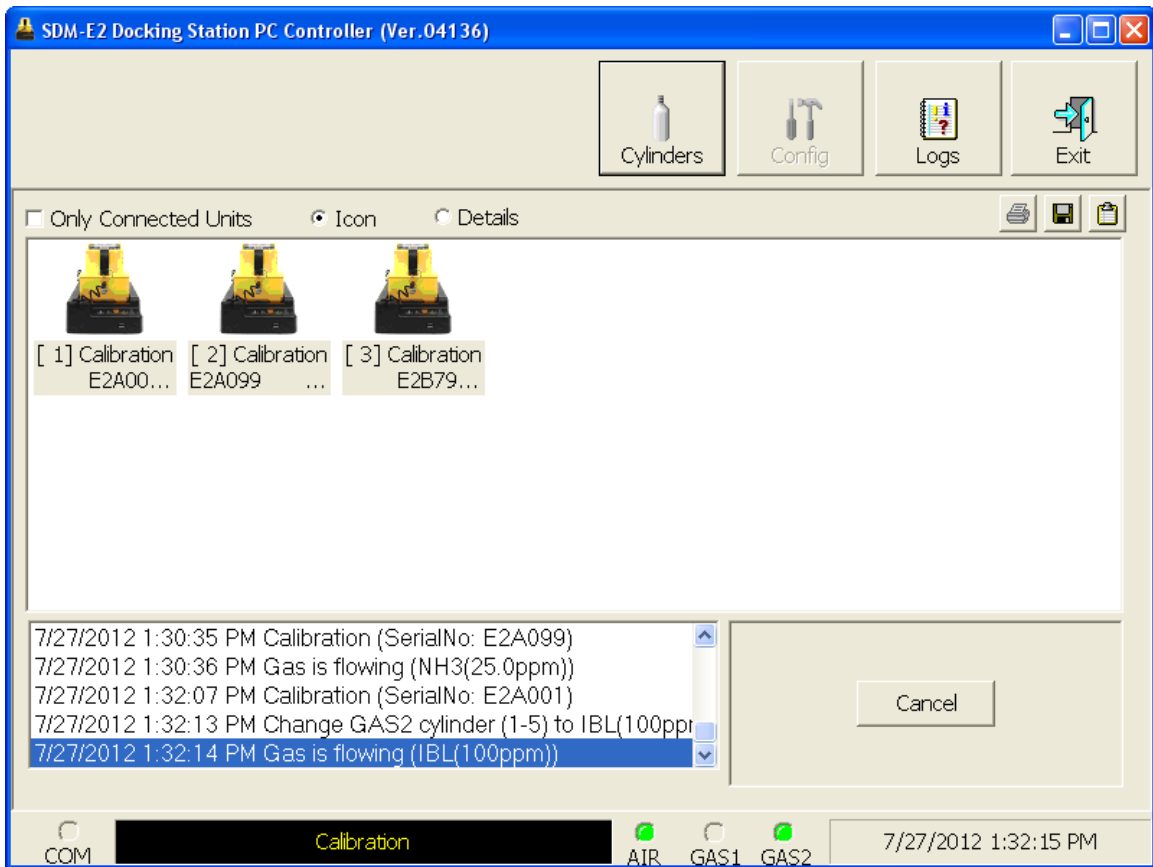 SDM-E2 Docking Station PC Controller (Ver.04136)
Cylinders
Config
Logs
Exit
Only Connected Units
Icon
Details
[ 1] Calibration
E2A00...
[ 2] Calibration
E2A099 ...
[ 3] Calibration
E2B79...
7/27/2012 1:30:35 PM Calibration (SerialNo: E2A099)
7/27/2012 1:30:36 PM Gas is flowing (NH3(25.0ppm))
7/27/2012 1:32:07 PM Calibration (SerialNo: E2A001)
7/27/2012 1:32:13 PM Change GAS2 cylinder (1-5) to IBL(100ppm
7/27/2012 1:32:14 PM Gas is flowing (IBL(100ppm))
Cancel
COM
Calibration
AIR
GAS1
GAS2
7/27/2012 1:32:15 PM